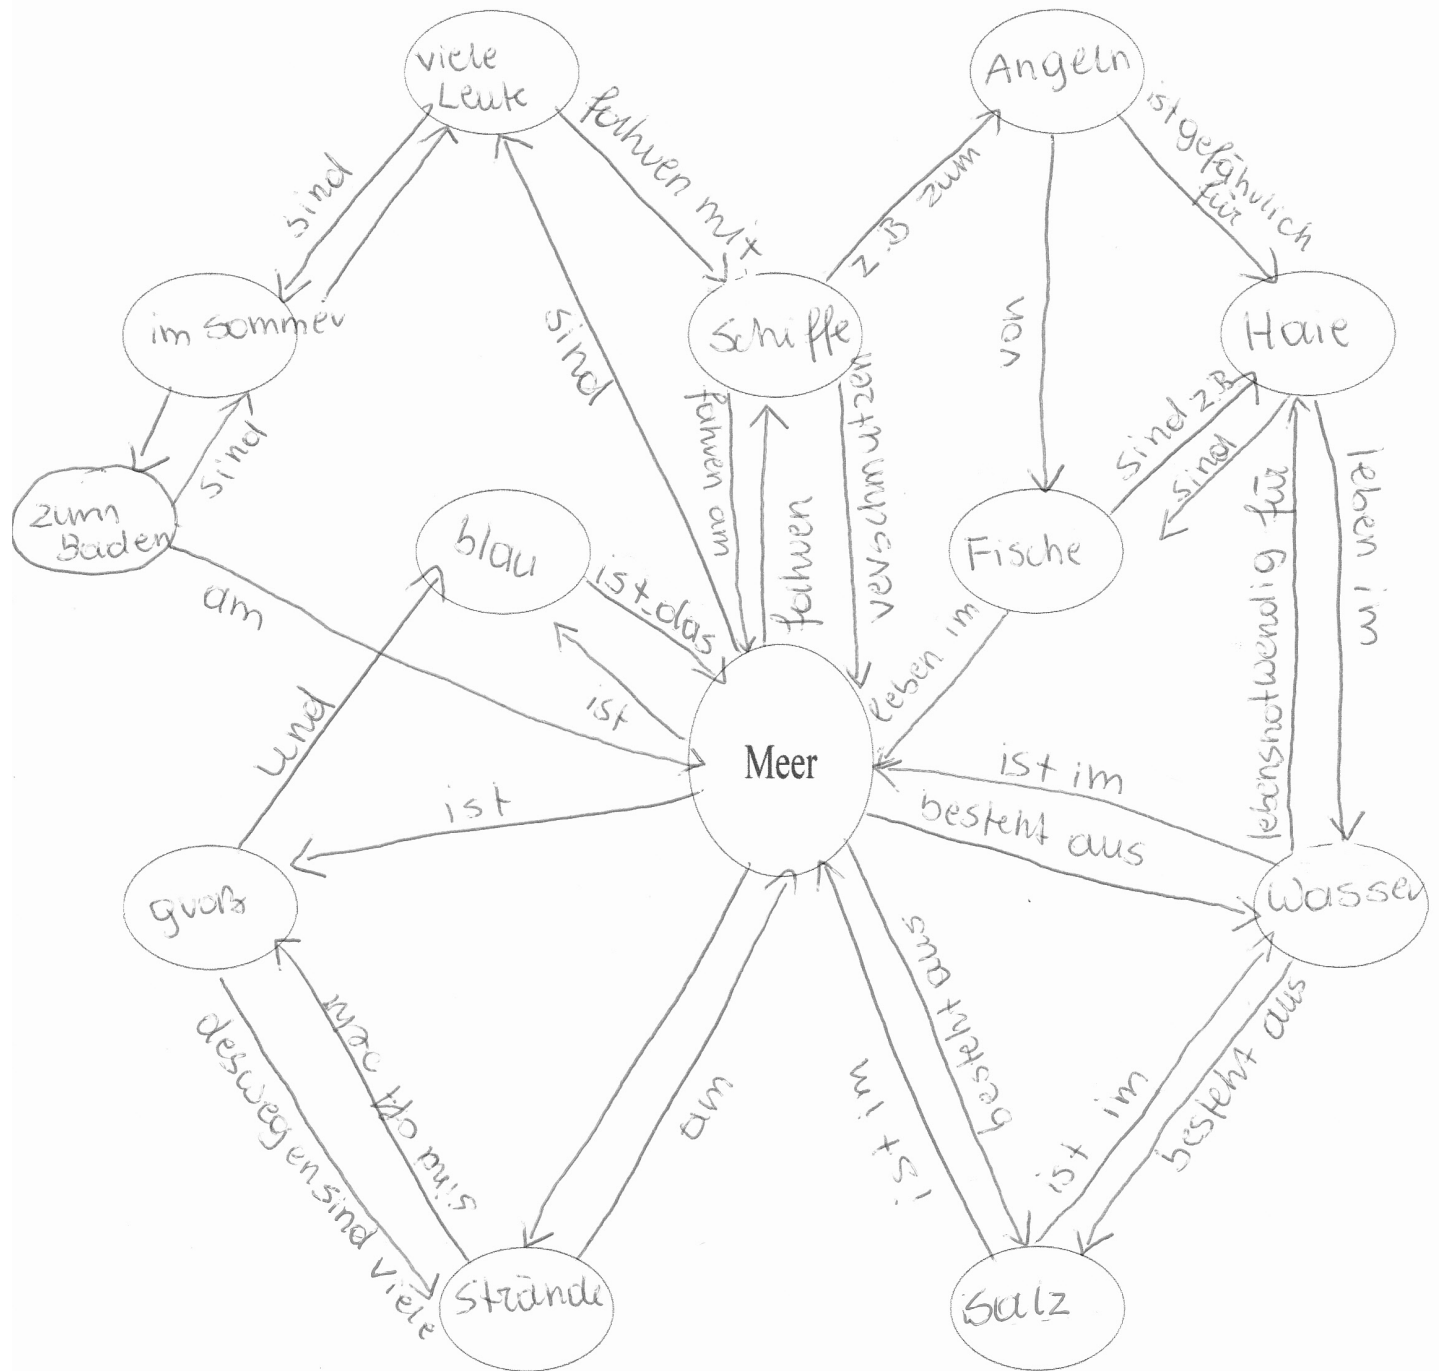 viele
Leute
Angeln
fahren mit
ist gefährlich
für
sind
z.B zum
im sommer
schiffe
Haie
sind
von
fahren am
verschmutzen
sind z.B.
sind
sind
leben im
zum
Baden
blau
Fische
ist das
fahren
am
leben im
ist
lebensnotwendig für
und
Meer
ist im
ist
besteht aus
groß
Wasser
besteht aus
sind oft sehr
deswegen sind viele
am
ist im
ist im
besteht aus
Strände
Salz